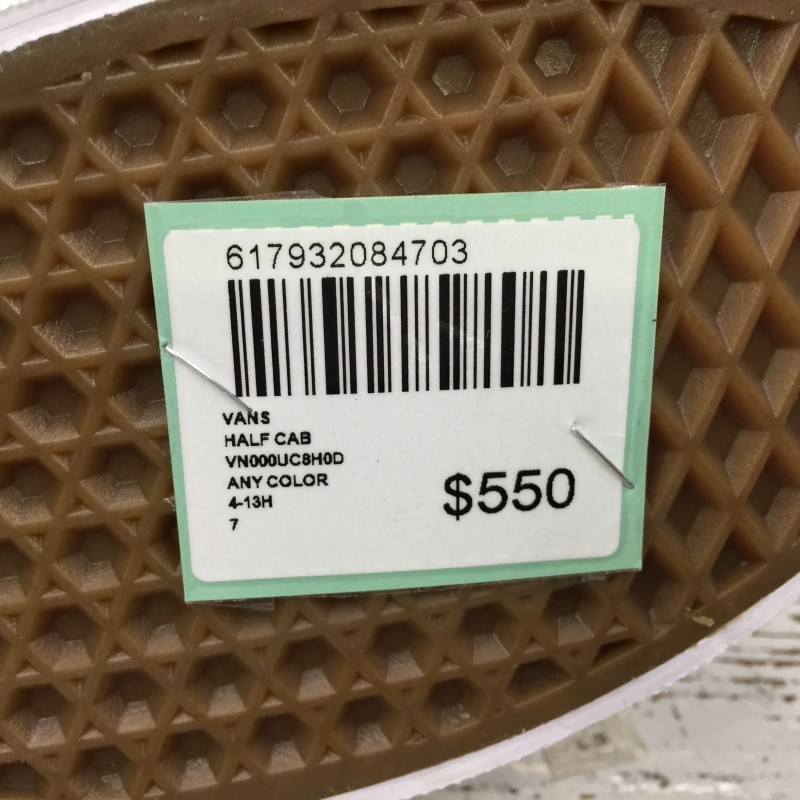 617932084703
VANS
HALF CAB
VN000UC8H0D
ANY COLOR
4-13H
7
$550